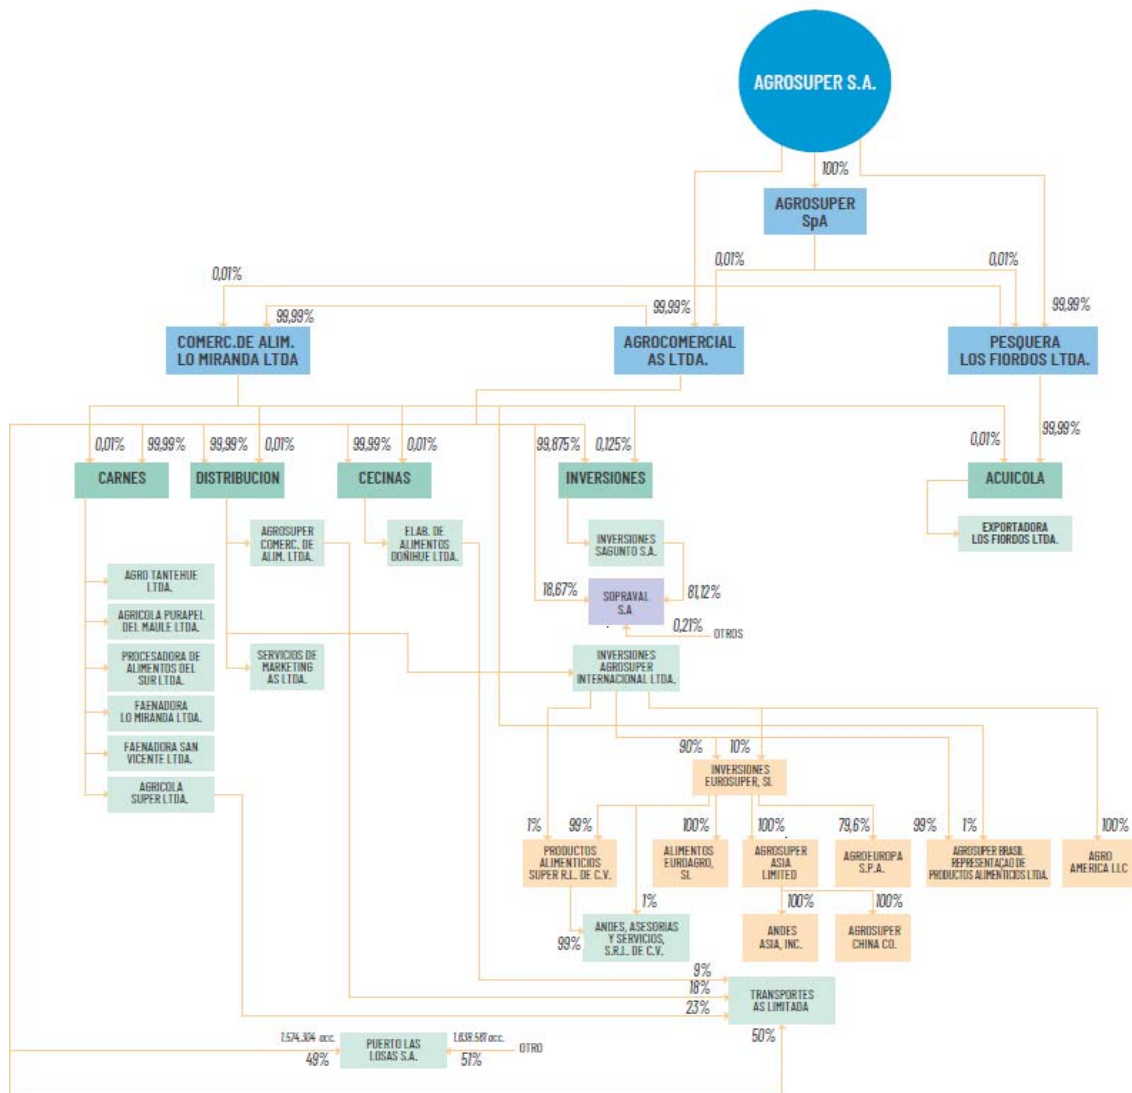 AGROSUPER S.A.
100%
AGROSUPER
SpA
0,01%
0,01%
0,01%
99,99%
99,99%
99,99%
COMERC.DE ALIM.
LO MIRANDA LTDA
AGROCOMERCIAL
AS LTDA.
PESQUERA
LOS FIORDOS LTDA.
0,01%
99,99%
99,99%
0,01%
99,99%
0,01%
99,875%
0,125%
0,01%
99,99%
CARNES
DISTRIBUCION
CECINAS
INVERSIONES
ACUICOLA
AGROSUPER
COMERC. DE
ALIM. LTDA.
ELAB. DE
ALIMENTOS
DOÑIHUE LTDA.
INVERSIONES
SAGUNTO S.A.
EXPORTADORA
LOS FIORDOS LTDA.
AGRO TANTEHUE
LTDA.
18,67%
SOPRAVAL
S.A
81,12%
AGRICOLA PURAPEL
DEL MAULE LTDA.
0,21%
OTROS
PROCESADORA DE
ALIMENTOS DEL
SUR LTDA.
SERVICIOS DE
MARKETING
AS LTDA.
INVERSIONES
AGROSUPER
INTERNACIONAL LTDA.
FAENADORA
LO MIRANDA LTDA.
FAENADORA SAN
VICENTE LTDA.
90%
10%
INVERSIONES
EUROSUPER, SL
AGRICOLA
SUPER LTDA.
1%
99%
100%
100%
79,6%
99%
1%
100%
PRODUCTOS
ALIMENTICIOS
SUPER R.L. DE C.V.
ALIMENTOS
EUROAGRO,
SL
AGROSUPER
ASIA
LIMITED
AGROEUROPA
S.P.A.
AGROSUPER BRASIL
REPRESENTAÇAO DE
PRODUCTOS ALIMENTICIOS LTDA.
AGRO
AMERICA LLC
1%
100%
100%
99%
ANDES, ASESORIAS
Y SERVICIOS,
S.R.L. DE C.V.
ANDES
ASIA, INC.
AGROSUPER
CHINA CO.
9%
18%
23%
TRANSPORTES
AS LIMITADA
50%
1.574.304 acc.
49%
PUERTO LAS
LOSAS S.A.
1.638.561 acc.
51%
OTRO